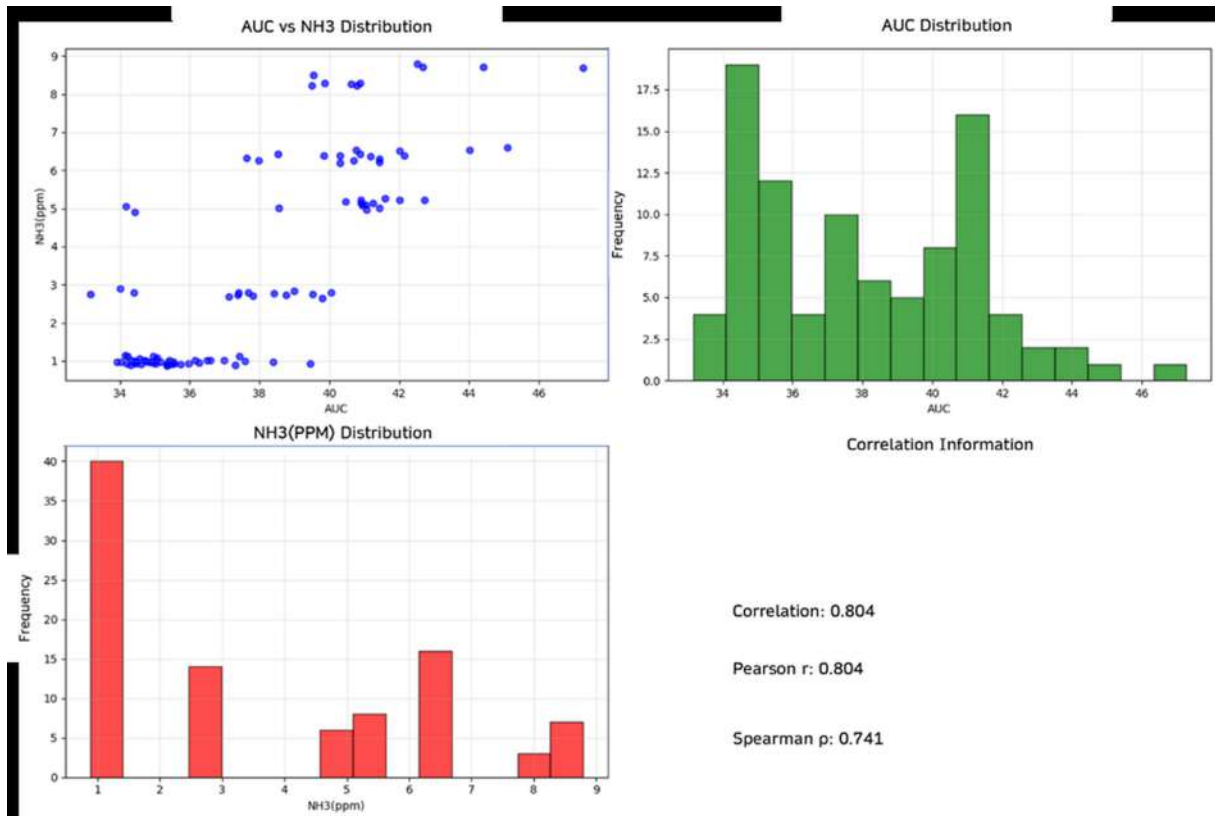 AUC vs NH3 Distribution
9
8
7
6
5
4
3
2
1
NH3(ppm)
34 36 38 40 42 44 46
AUC
AUC Distribution
17.5
15.0
12.5
10.0
7.5
5.0
2.5
0.0
Frequency
34 36 38 40 42 44 46
AUC
NH3(PPM) Distribution
40
35
30
25
20
15
10
5
0
Frequency
1 2 3 4 5 6 7 8 9
NH3(ppm)
Correlation Information
Correlation: 0.804
Pearson r: 0.804
Spearman ρ: 0.741